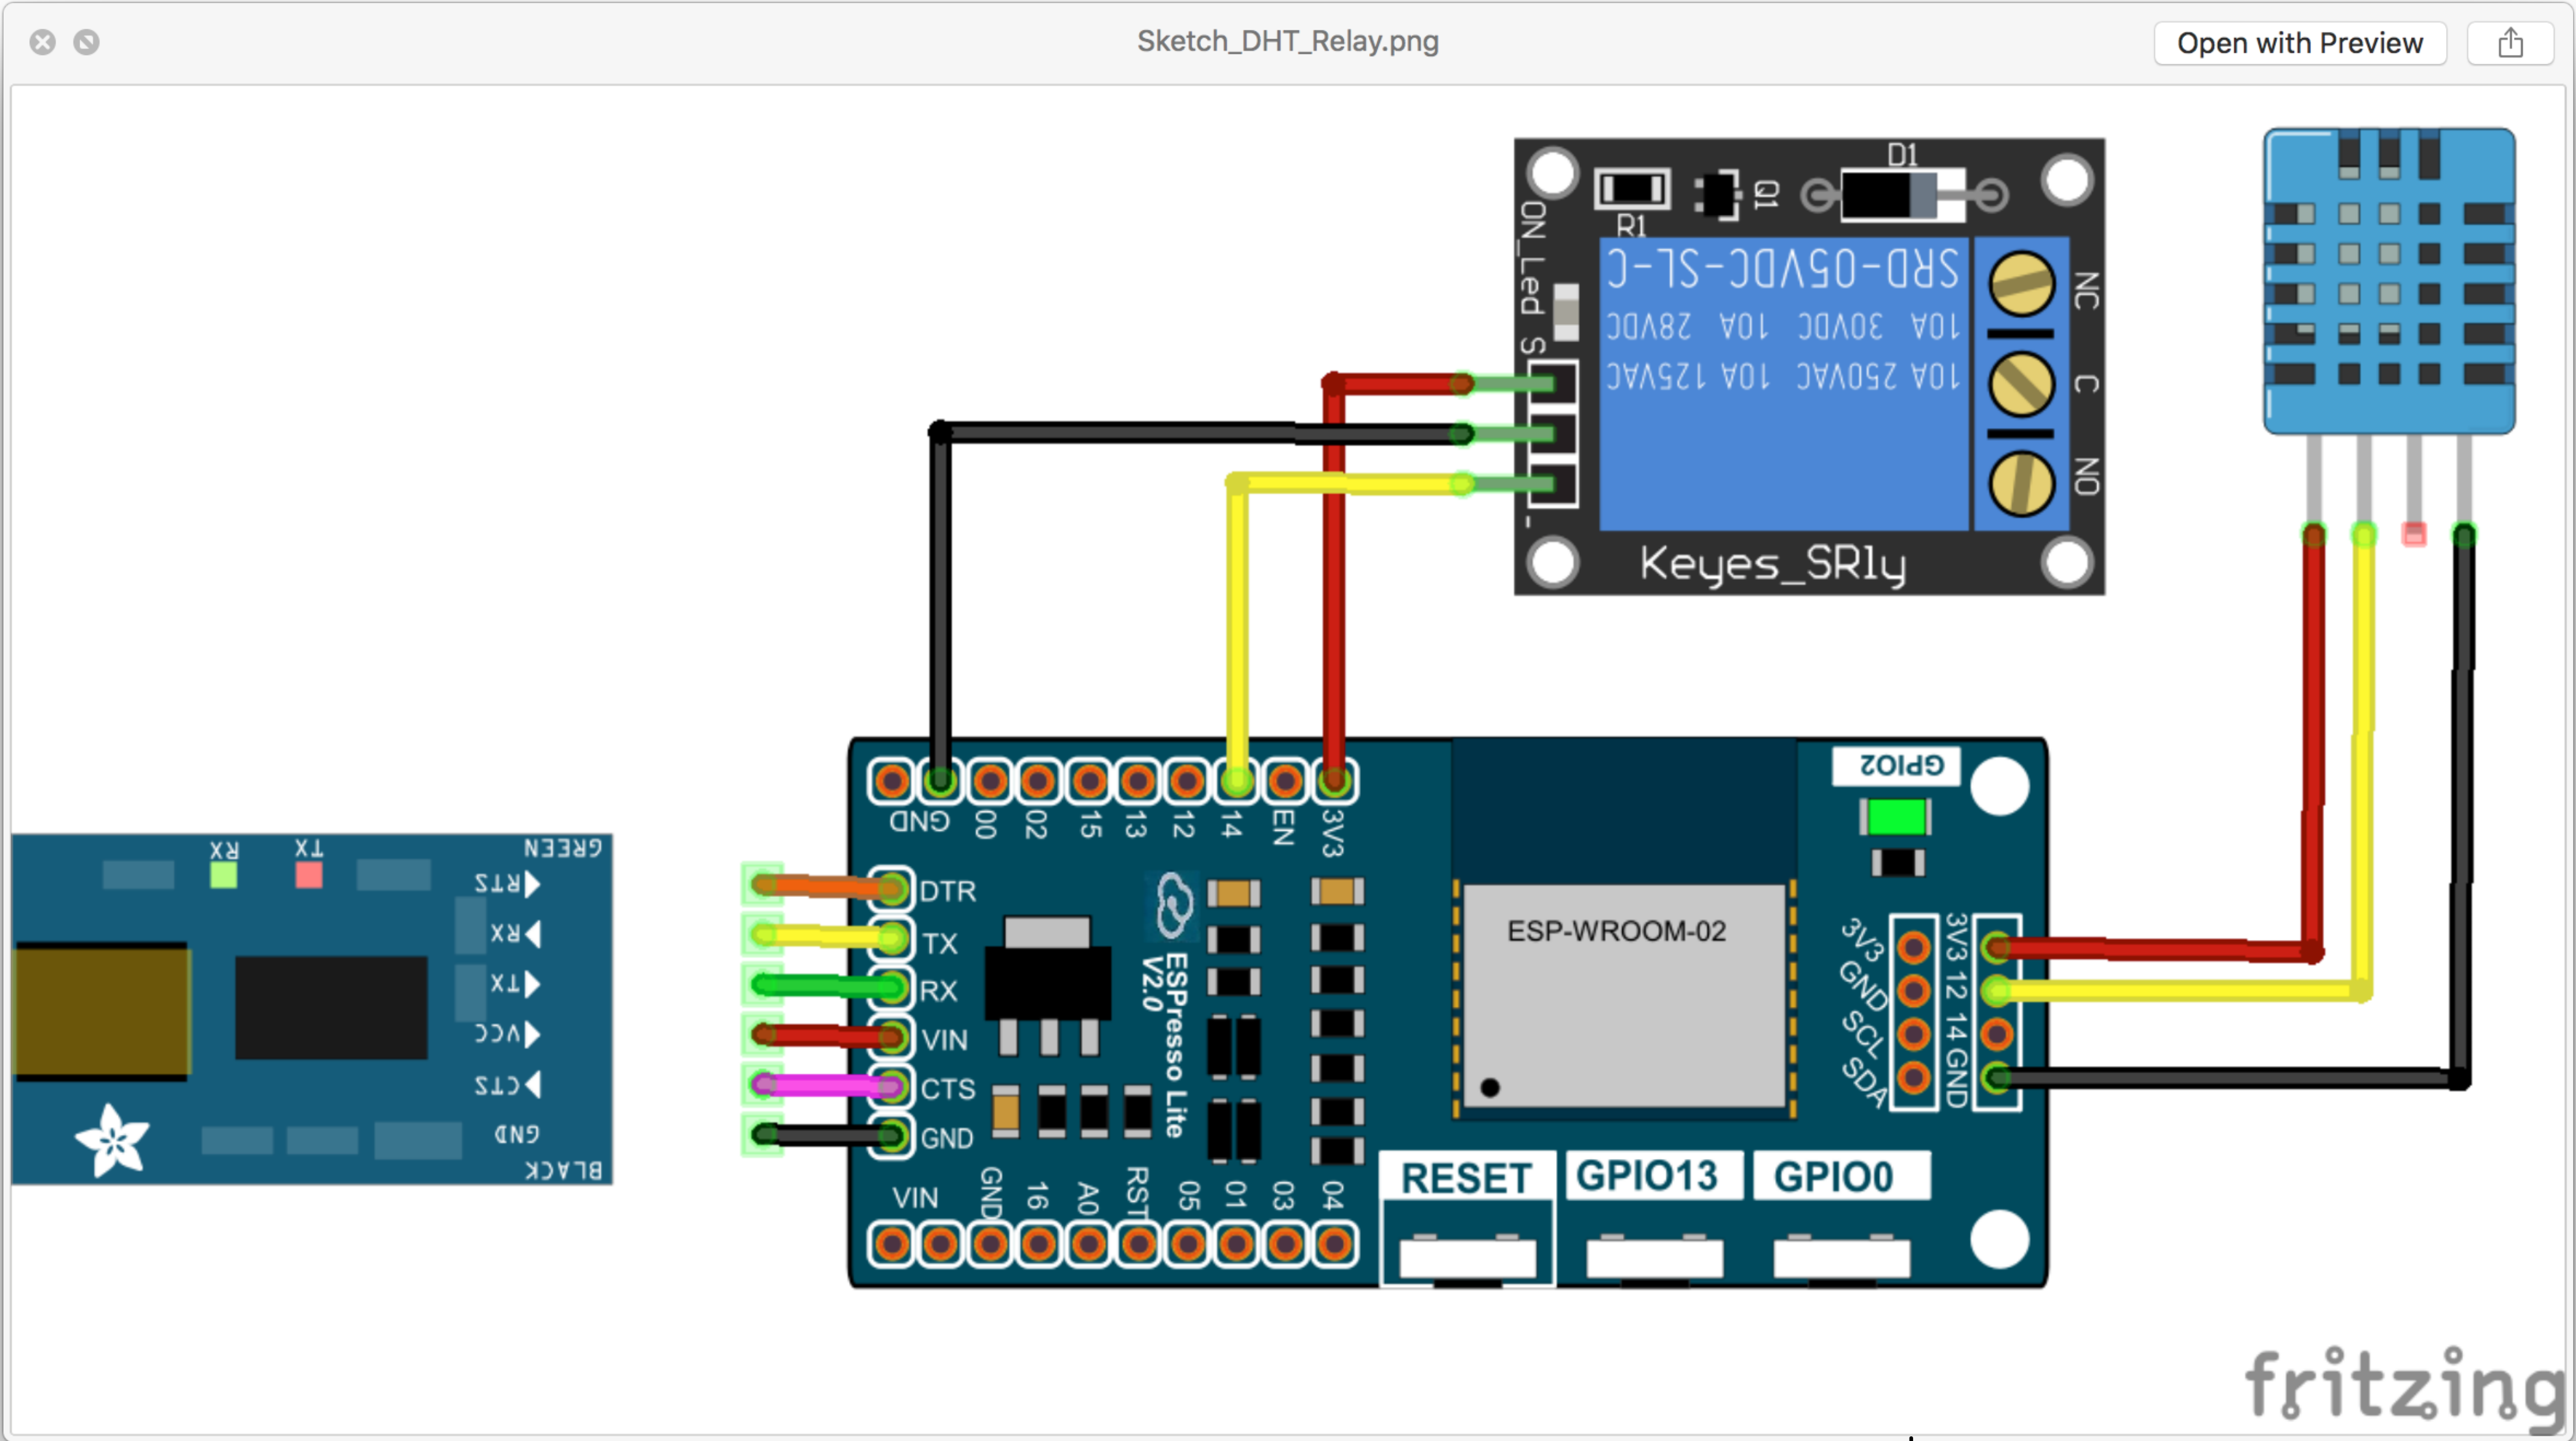 Sketch_DHT_Relay.png
Open with Preview
D1
R1
Q1
ON_Led
S
-
SRD-05VDC-SL-C
10A 30VDC 10A 28VDC
10A 250VAC 10A 125VAC
NC
C
NO
Keyes_SRly
GND 00 02 15 13 12 14 EN 3V3
GPIO2
RX TX
GREEN
RTS
RX
TX
VCC
CTS
GND
BLACK
DTR
TX
RX
VIN
CTS
GND
ESPresso Lite
V2.0
ESP-WROOM-02
3V3
GND
SCL
SDA
3V3
12
14
GND
VIN GND 16 A0 RST 05 01 03 04
RESET
GPIO13
GPIO0
fritzing